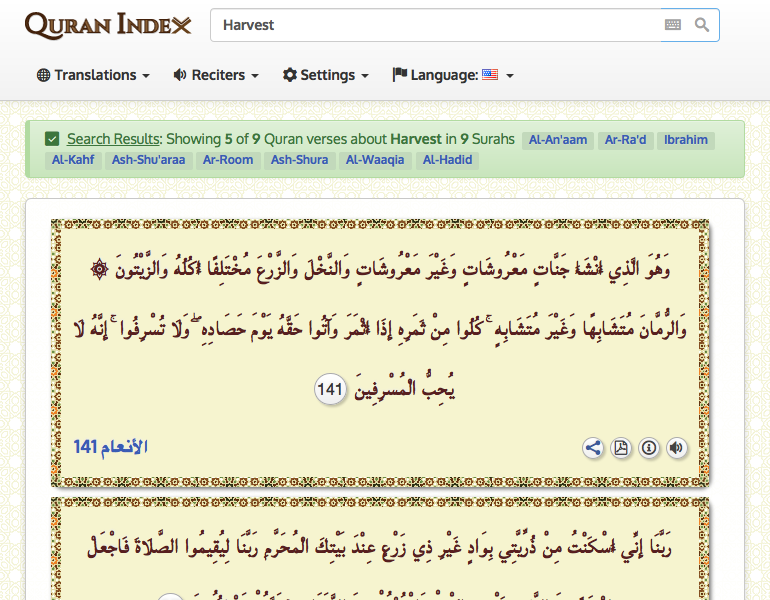 QURAN INDEX
Harvest
Translations Reciters Settings Language:
Search Results: Showing 5 of 9 Quran verses about Harvest in 9 Surahs Al-An'aam Ar-Ra'd Ibrahim
Al-Kahf Ash-Shu'araa Ar-Room Ash-Shura Al-Waaqia Al-Hadid
۞ وَهُوَ الَّذِي أَنْشَأَ جَنَّاتٍ مَعْرُوشَاتٍ وَغَيْرَ مَعْرُوشَاتٍ وَالنَّخْلَ وَالزَّرْعَ مُخْتَلِفًا أُكُلُهُ وَالزَّيْتُونَ
وَالرُّمَّانَ مُتَشَابِهًا وَغَيْرَ مُتَشَابِهٍ ۚ كُلُوا مِنْ ثَمَرِهِ إِذَا أَثْمَرَ وَآتُوا حَقَّهُ يَوْمَ حَصَادِهِ ۖ وَلَا تُسْرِفُوا ۚ إِنَّهُ لَا
يُحِبُّ الْمُسْرِفِينَ 141
الأنعام 141
رَبَّنَا إِنِّي أَسْكَنْتُ مِنْ ذُرِّيَّتِي بِوَادٍ غَيْرِ ذِي زَرْعٍ عِنْدَ بَيْتِكَ الْمُحَرَّمِ رَبَّنَا لِيُقِيمُوا الصَّلَاةَ فَاجْعَلْ